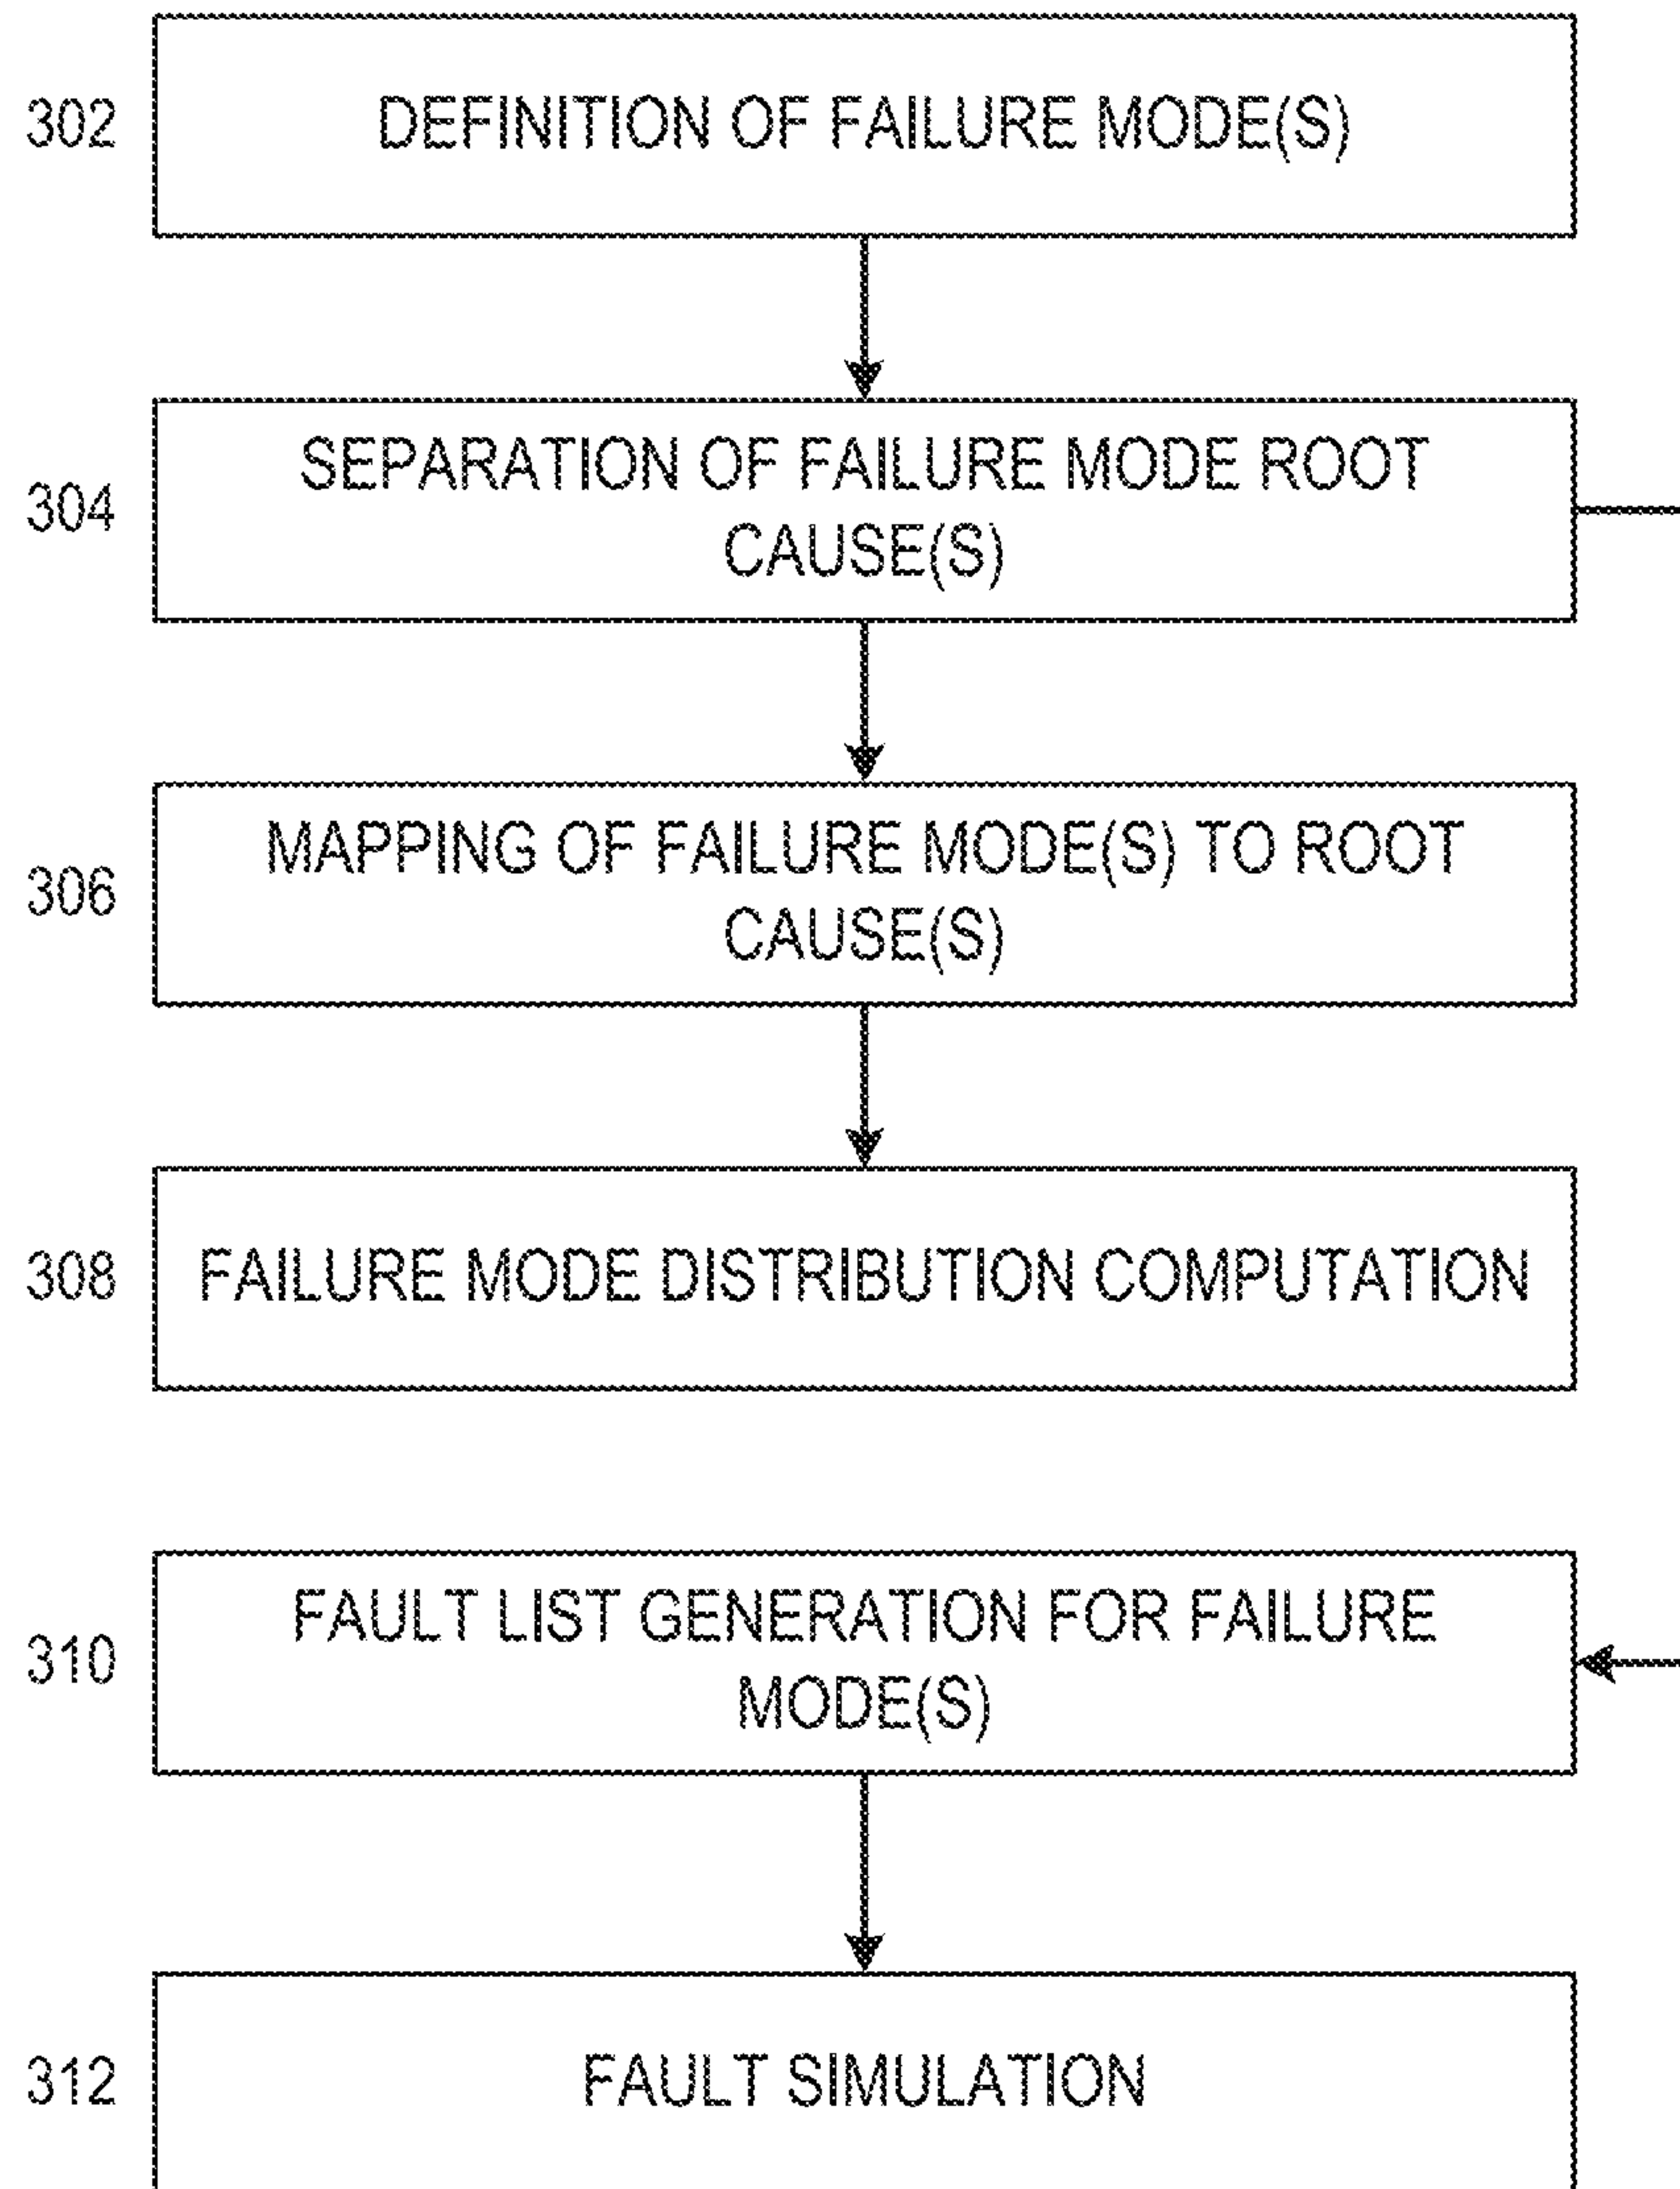 302
DEFINITION OF FAILURE MODE(S)
304
SEPARATION OF FAILURE MODE ROOT
CAUSE(S)
306
MAPPING OF FAILURE MODE(S) TO ROOT
CAUSE(S)
308
FAILURE MODE DISTRIBUTION COMPUTATION
310
FAULT LIST GENERATION FOR FAILURE
MODE(S)
312
FAULT SIMULATION